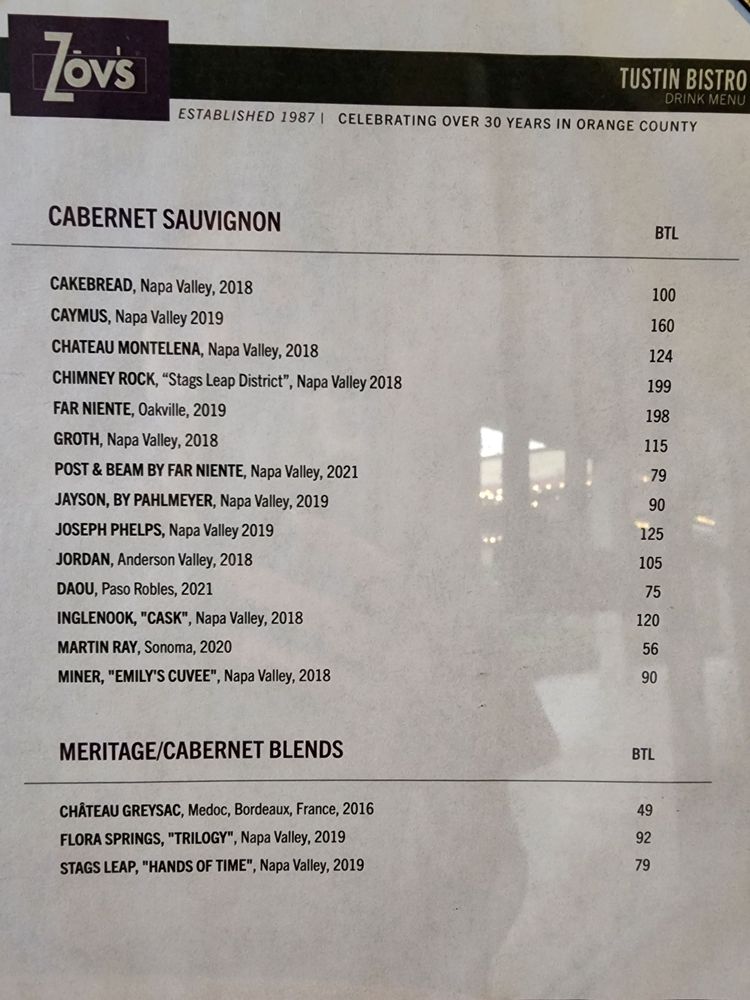 Zov's
TUSTIN BISTRO
DRINK MENU
ESTABLISHED 1987 | CELEBRATING OVER 30 YEARS IN ORANGE COUNTY
CABERNET SAUVIGNON BTL
CAKEBREAD, Napa Valley, 2018 100
CAYMUS, Napa Valley 2019 160
CHATEAU MONTELENA, Napa Valley, 2018 124
CHIMNEY ROCK, “Stags Leap District”, Napa Valley 2018 199
FAR NIENTE, Oakville, 2019 198
GROTH, Napa Valley, 2018 115
POST & BEAM BY FAR NIENTE, Napa Valley, 2021 79
JAYSON, BY PAHLMEYER, Napa Valley, 2019 90
JOSEPH PHELPS, Napa Valley 2019 125
JORDAN, Anderson Valley, 2018 105
DAOU, Paso Robles, 2021 75
INGLENOOK, "CASK", Napa Valley, 2018 120
MARTIN RAY, Sonoma, 2020 56
MINER, "EMILY'S CUVEE", Napa Valley, 2018 90
MERITAGE/CABERNET BLENDS BTL
CHÂTEAU GREYSAC, Medoc, Bordeaux, France, 2016 49
FLORA SPRINGS, "TRILOGY", Napa Valley, 2019 92
STAGS LEAP, "HANDS OF TIME", Napa Valley, 2019 79